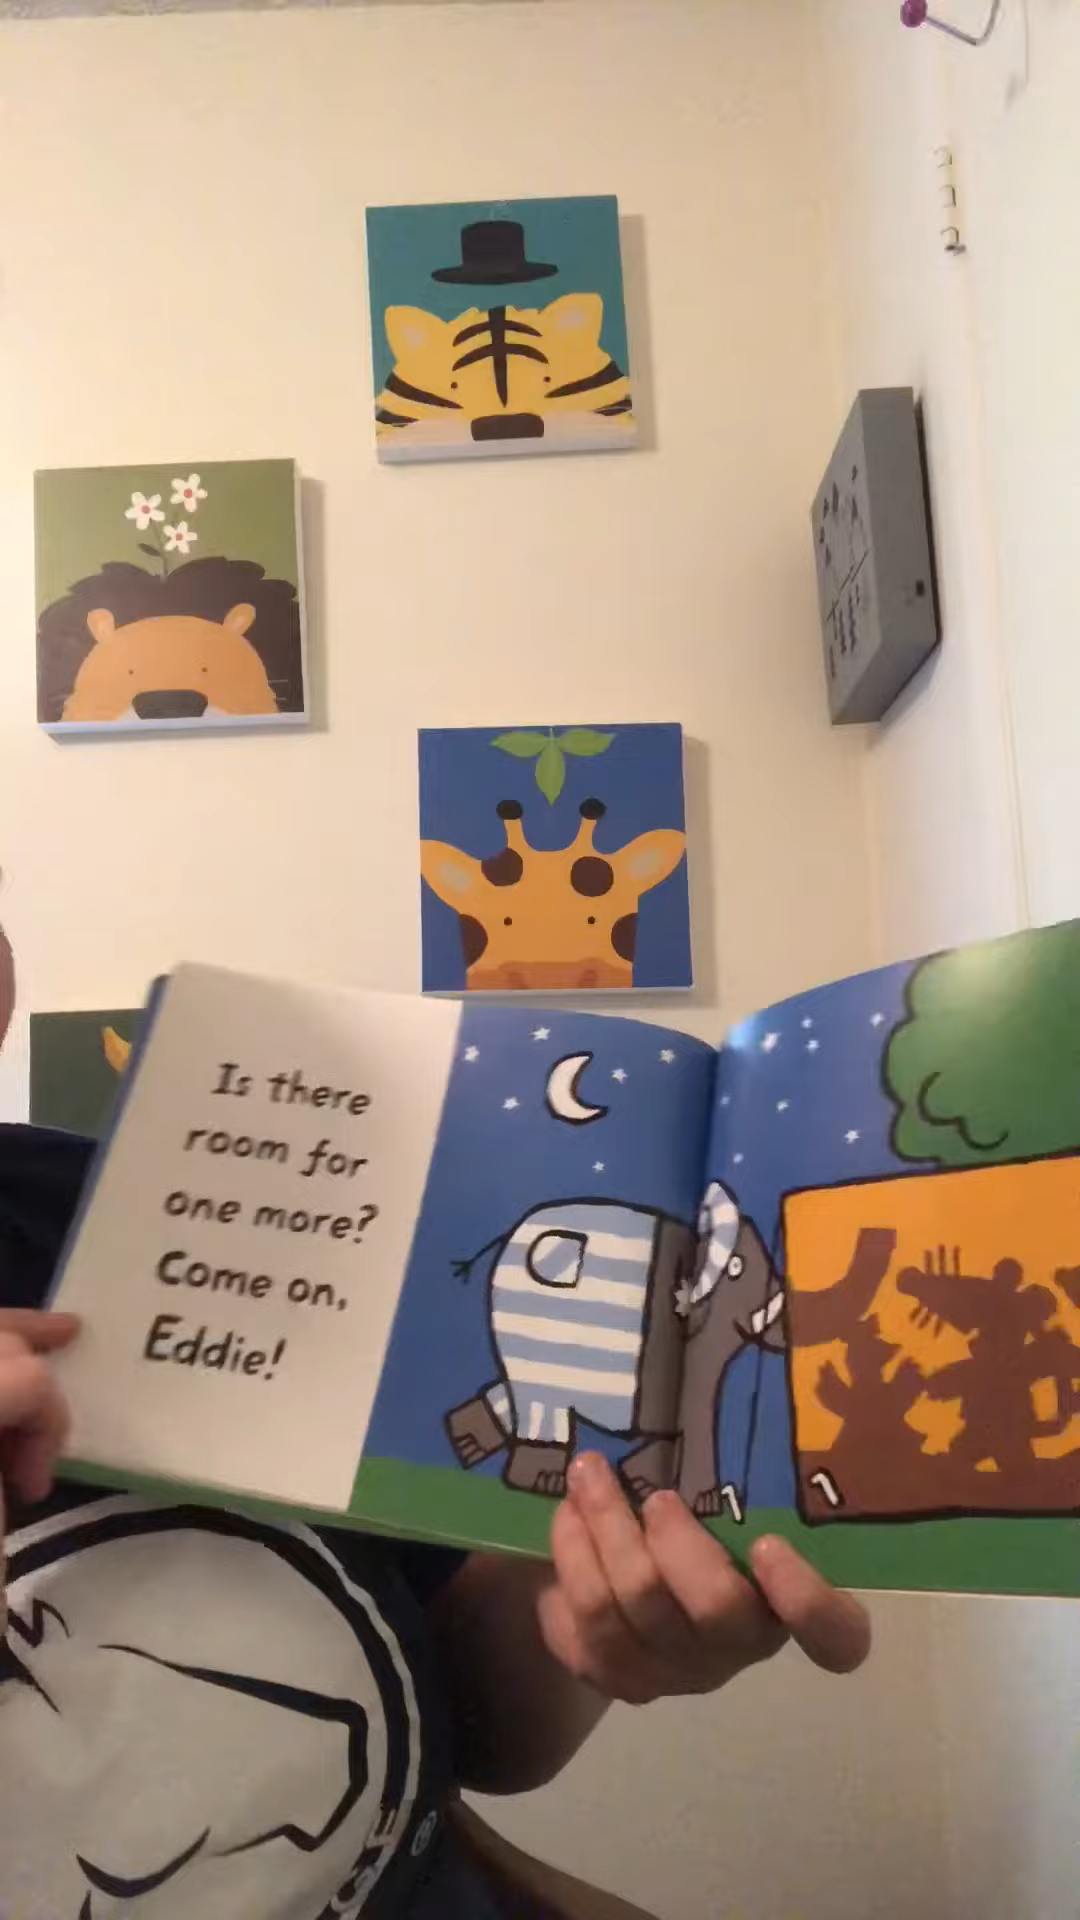 Is there
room for
one more?
Come on,
Eddie!